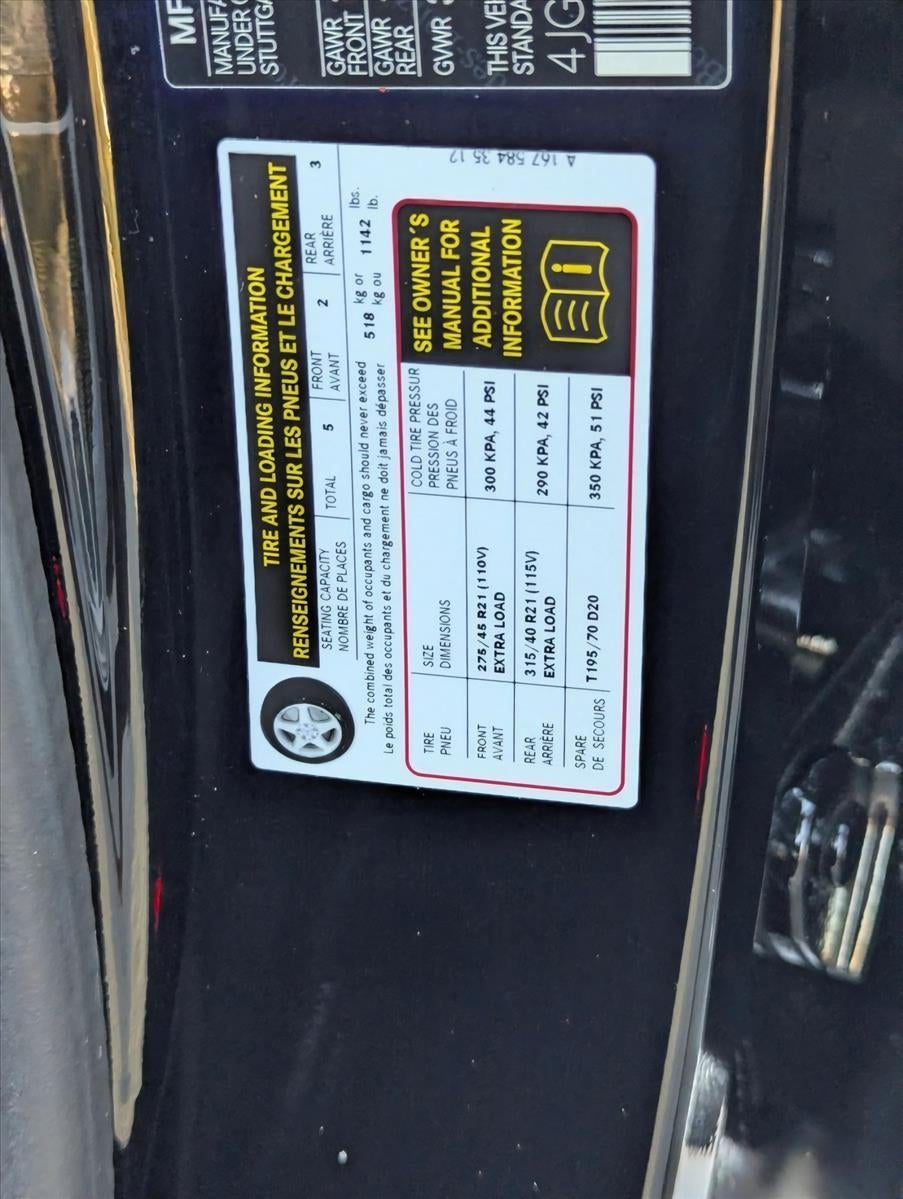 MF
MANUFA
UNDER
STUTTGA
GAWR
FRONT
GAWR
REAR
GVWR
THIS VE
STANDA
4 JG
A 167 584 35 17
TIRE AND LOADING INFORMATION
RENSEIGNEMENTS SUR LES PNEUS ET LE CHARGEMENT
SEATING CAPACITY TOTAL 5 FRONT 2 REAR 3
NOMBRE DE PLACES AVANT ARRIÈRE
The combined weight of occupants and cargo should never exceed 518 kg or 1142 lbs.
Le poids total des occupants et du chargement ne doit jamais dépasser kg ou lb.
TIRE SIZE COLD TIRE PRESSUR
PNEU DIMENSIONS PRESSION DES
PNEUS À FROID
FRONT 275/45 R21 (110V) 300 KPA, 44 PSI
AVANT EXTRA LOAD
REAR 315/40 R21 (115V) 290 KPA, 42 PSI
ARRIÈRE EXTRA LOAD
SPARE T195/70 D20 350 KPA, 51 PSI
DE SECOURS
SEE OWNER'S
MANUAL FOR
ADDITIONAL
INFORMATION